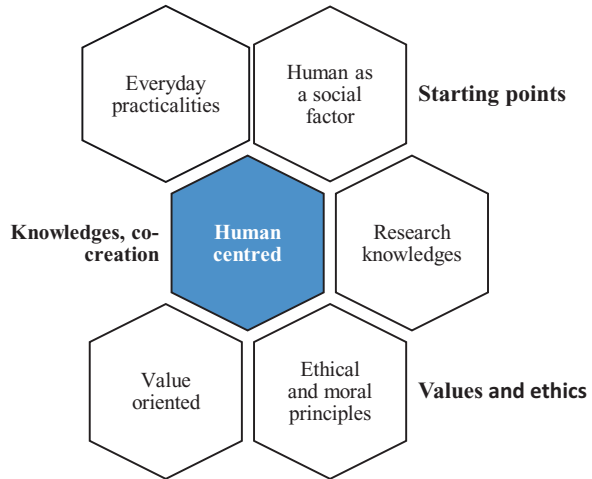 Everyday
practicalities
Human as
a social
factor
Starting points
Knowledges, co-
creation
Human
centred
Research
knowledges
Value
oriented
Ethical
and moral
principles
Values and ethics